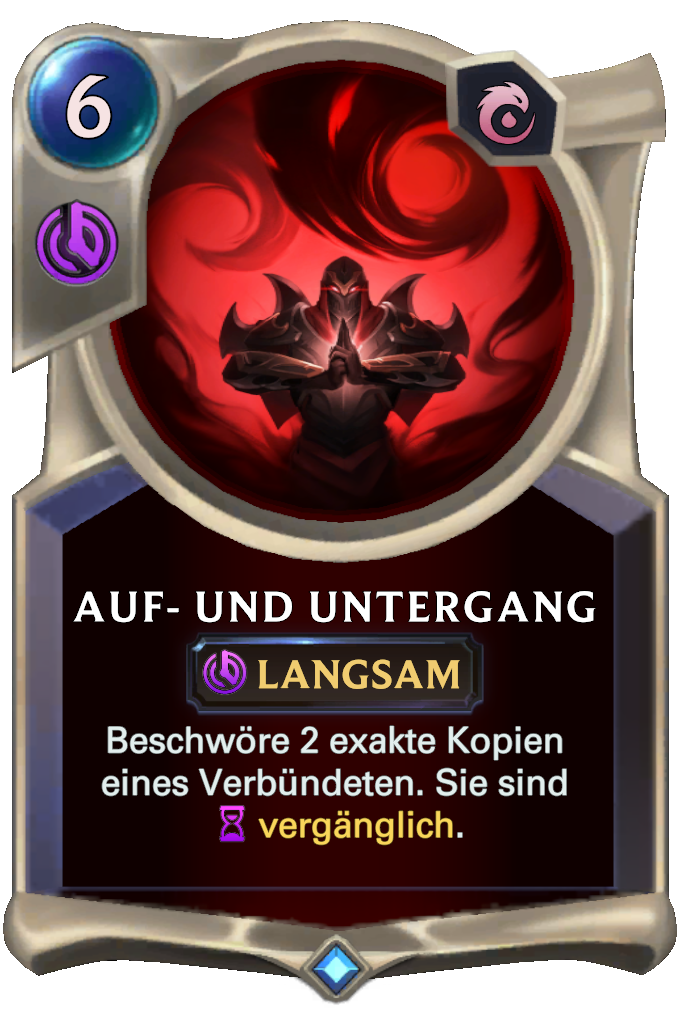 6
AUF- UND UNTERGANG
LANGSAM
Beschwöre 2 exakte Kopien
eines Verbündeten. Sie sind
vergänglich.